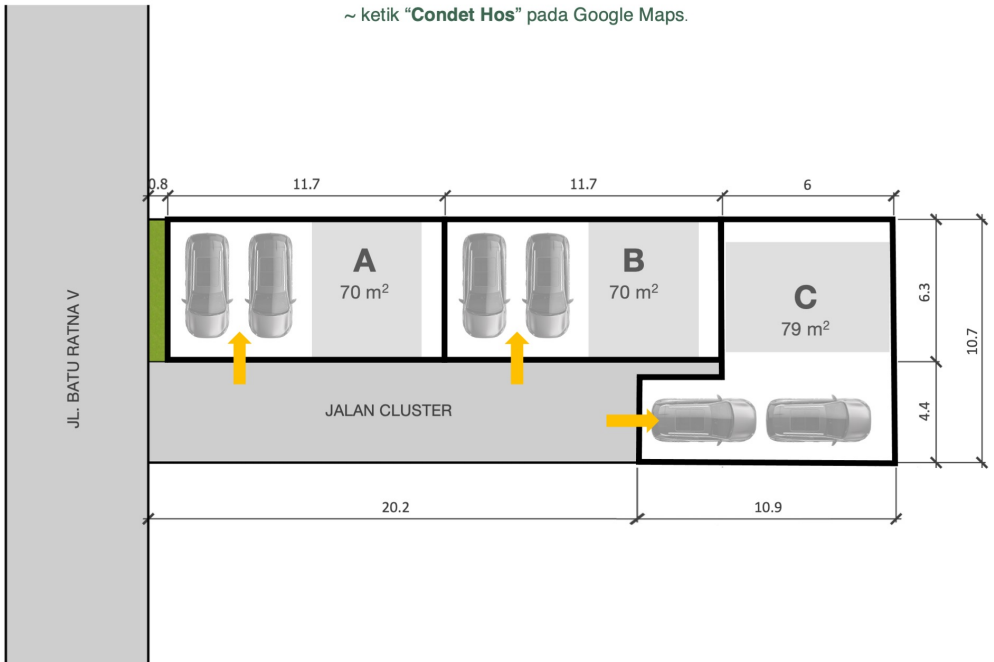 ~ ketik “Condet Hos” pada Google Maps.
0.8
11.7
11.7
6
A
70 m²
B
70 m²
C
79 m²
6.3
10.7
4.4
JL. BATU RATNA V
JALAN CLUSTER
20.2
10.9